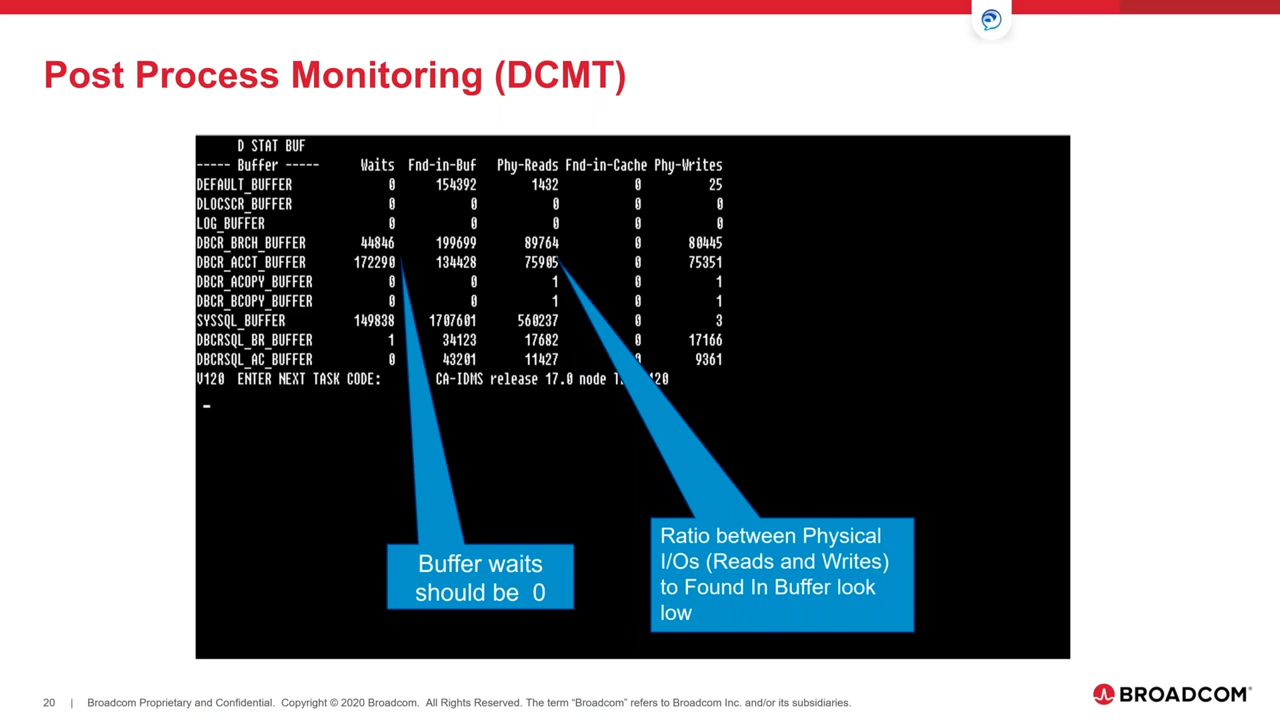 Post Process Monitoring (DCMT)
D STAT BUF
----- Buffer ----- Waits Fnd-in-Buf Phy-Reads Fnd-in-Cache Phy-Writes
DEFAULT_BUFFER 0 154392 1432 0 25
DLOCSCR_BUFFER 0 0 0 0 0
LOG_BUFFER 0 0 0 0 0
DBCR_BRCH_BUFFER 44846 199699 89764 0 80445
DBCR_ACCT_BUFFER 172290 134428 75905 0 75351
DBCR_ACOPY_BUFFER 0 0 1 0 1
DBCR_BCOPY_BUFFER 0 0 1 0 1
SYSSQL_BUFFER 149838 1707601 560237 0 3
DBCRSQL_BR_BUFFER 1 34123 17682 0 17166
DBCRSQL_AC_BUFFER 0 43201 11427 0 9361
V120 ENTER NEXT TASK CODE: CA-IDMS release 17.0 node
Buffer waits
should be 0
Ratio between Physical
I/Os (Reads and Writes)
to Found In Buffer look
low
20 | Broadcom Proprietary and Confidential. Copyright © 2020 Broadcom. All Rights Reserved. The term “Broadcom” refers to Broadcom Inc. and/or its subsidiaries.
BROADCOM®